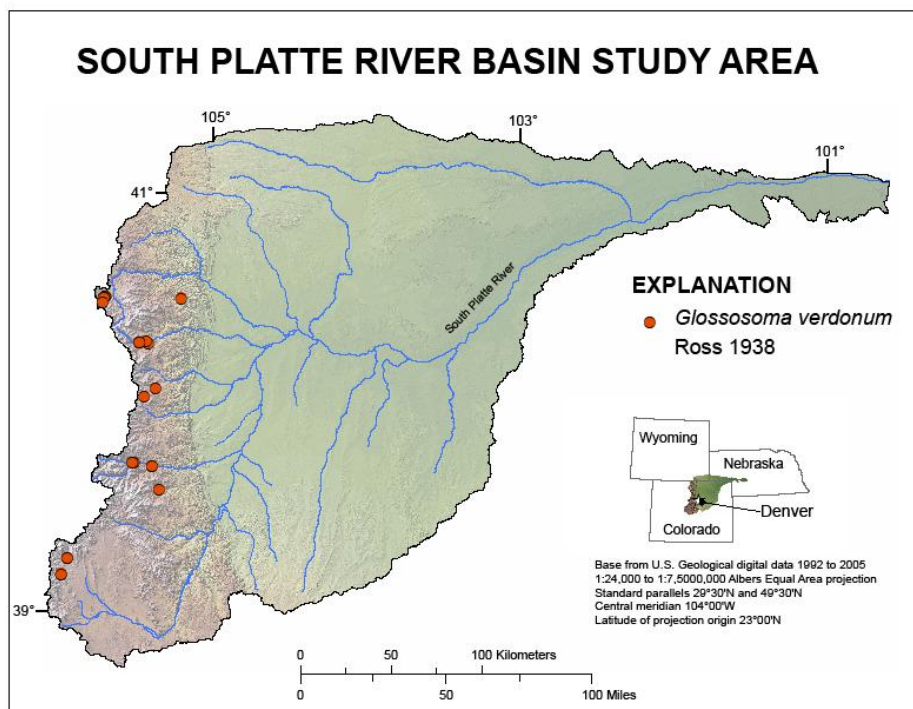 SOUTH PLATTE RIVER BASIN STUDY AREA
105°
103°
101°
41°
South Platte River
EXPLANATION
Glossosoma verdonum
Ross 1938
Wyoming
Nebraska
Denver
Colorado
Base from U.S. Geological digital data 1992 to 2005
1:24,000 to 1:7,5000,000 Albers Equal Area projection
Standard parallels 29°30'N and 49°30'N
Central meridian 104°00'W
Latitude of projection origin 23°00'N
39°
0 50 100 Kilometers
0 50 100 Miles